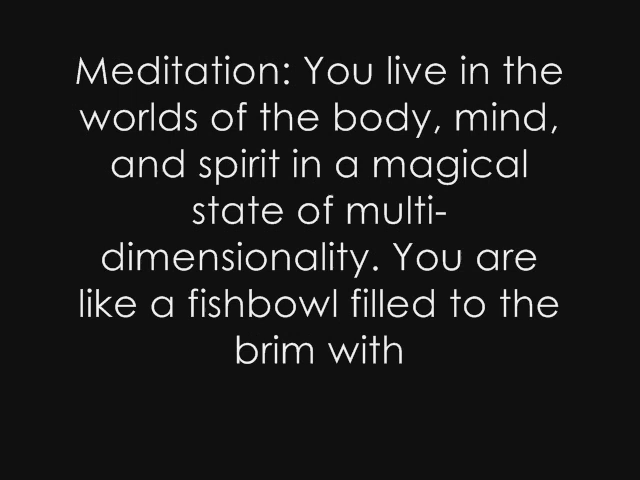 Meditation: You live in the
worlds of the body, mind,
and spirit in a magical
state of multi-
dimensionality. You are
like a fishbowl filled to the
brim with